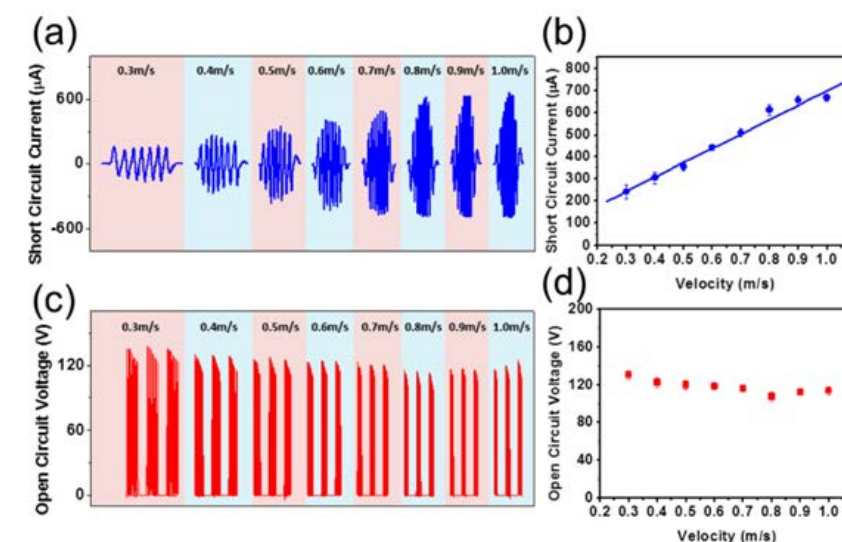 (a)
Short Circuit Current (μA)
600
0
-600
0.3m/s 0.4m/s 0.5m/s 0.6m/s 0.7m/s 0.8m/s 0.9m/s 1.0m/s
(b)
Short Circuit Current (μA)
800
700
600
500
400
300
200
100
0
0.2 0.3 0.4 0.5 0.6 0.7 0.8 0.9 1.0
Velocity (m/s)
(c)
Open Circuit Voltage (V)
120
60
0
0.3m/s 0.4m/s 0.5m/s 0.6m/s 0.7m/s 0.8m/s 0.9m/s 1.0m/s
(d)
Open Circuit Voltage (V)
200
160
120
80
40
0
0.2 0.3 0.4 0.5 0.6 0.7 0.8 0.9 1.0
Velocity (m/s)